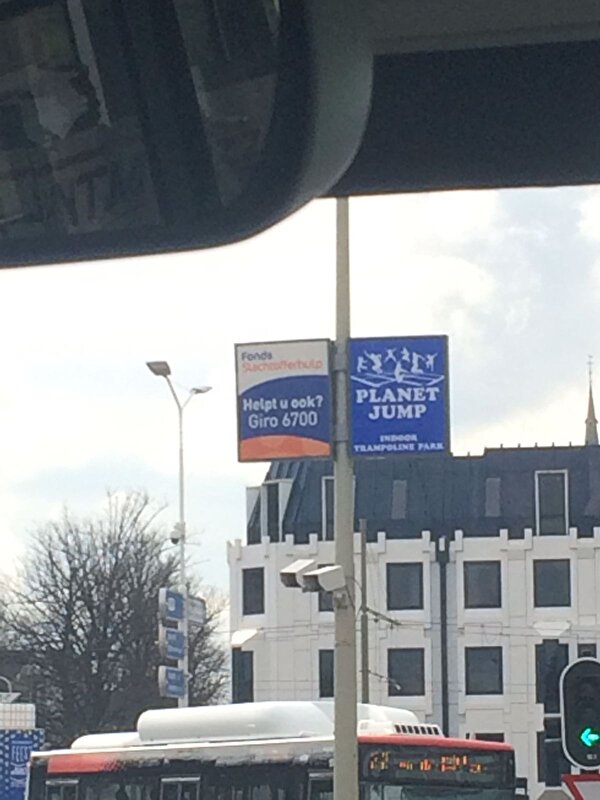 Fonds
Slachtofferhulp
Helpt u ook?
Giro 6700
PLANET
JUMP
INDOOR
TRAMPOLINE PARK